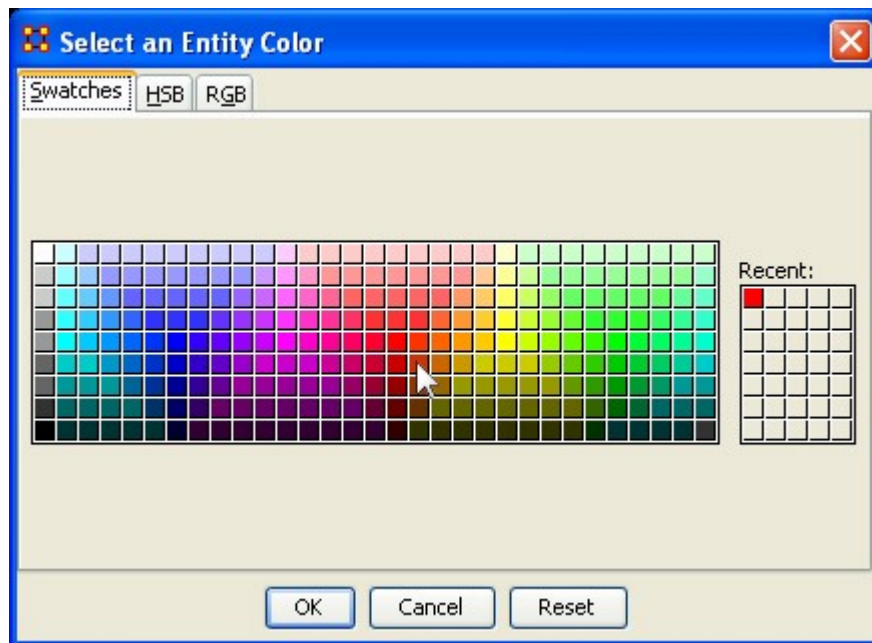 Select an Entity Color
Swatches HSB RGB
Recent:
OK Cancel Reset